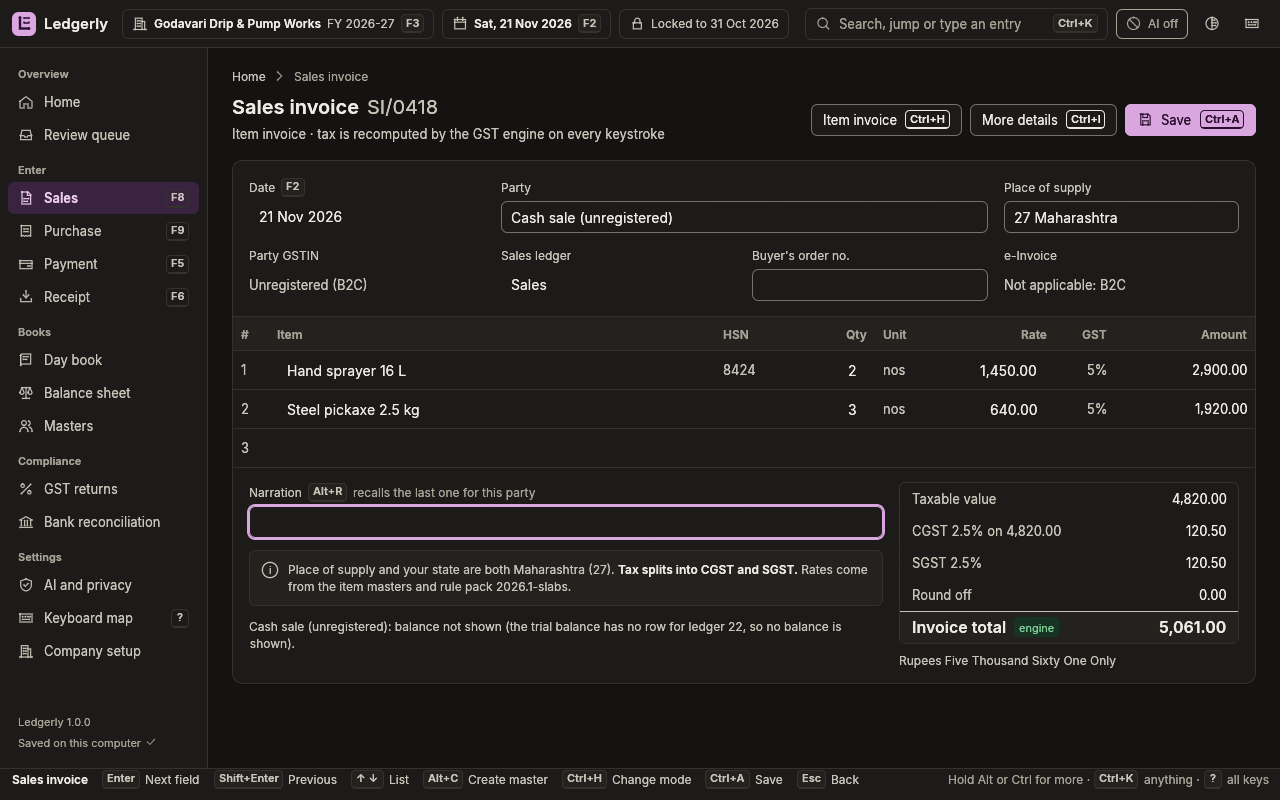 Ledgerly
Godavari Drip & Pump Works FY 2026-27 F3
Sat, 21 Nov 2026 F2
Locked to 31 Oct 2026
Search, jump or type an entry Ctrl+K
AI off
Overview
Home
Review queue
Enter
Sales F8
Purchase F9
Payment F5
Receipt F6
Books
Day book
Balance sheet
Masters
Compliance
GST returns
Bank reconciliation
Settings
AI and privacy
Keyboard map ?
Company setup
Ledgerly 1.0.0
Saved on this computer
Home Sales invoice
Sales invoice SI/0418
Item invoice · tax is recomputed by the GST engine on every keystroke
Item invoice Ctrl+H
More details Ctrl+I
Save Ctrl+A
Date F2 Party Place of supply
21 Nov 2026 Cash sale (unregistered) 27 Maharashtra
Party GSTIN Sales ledger Buyer's order no. e-Invoice
Unregistered (B2C) Sales Not applicable: B2C
# Item HSN Qty Unit Rate GST Amount
1 Hand sprayer 16 L 8424 2 nos 1,450.00 5% 2,900.00
2 Steel pickaxe 2.5 kg 3 nos 640.00 5% 1,920.00
3
Narration Alt+R recalls the last one for this party
Place of supply and your state are both Maharashtra (27). Tax splits into CGST and SGST. Rates come
from the item masters and rule pack 2026.1-slabs.
Cash sale (unregistered): balance not shown (the trial balance has no row for ledger 22, so no balance is
shown).
Taxable value 4,820.00
CGST 2.5% on 4,820.00 120.50
SGST 2.5% 120.50
Round off 0.00
Invoice total engine 5,061.00
Rupees Five Thousand Sixty One Only
Sales invoice Enter Next field Shift+Enter Previous ↑ ↓ List Alt+C Create master Ctrl+H Change mode Ctrl+A Save Esc Back Hold Alt or Ctrl for more · Ctrl+K anything · ? all keys